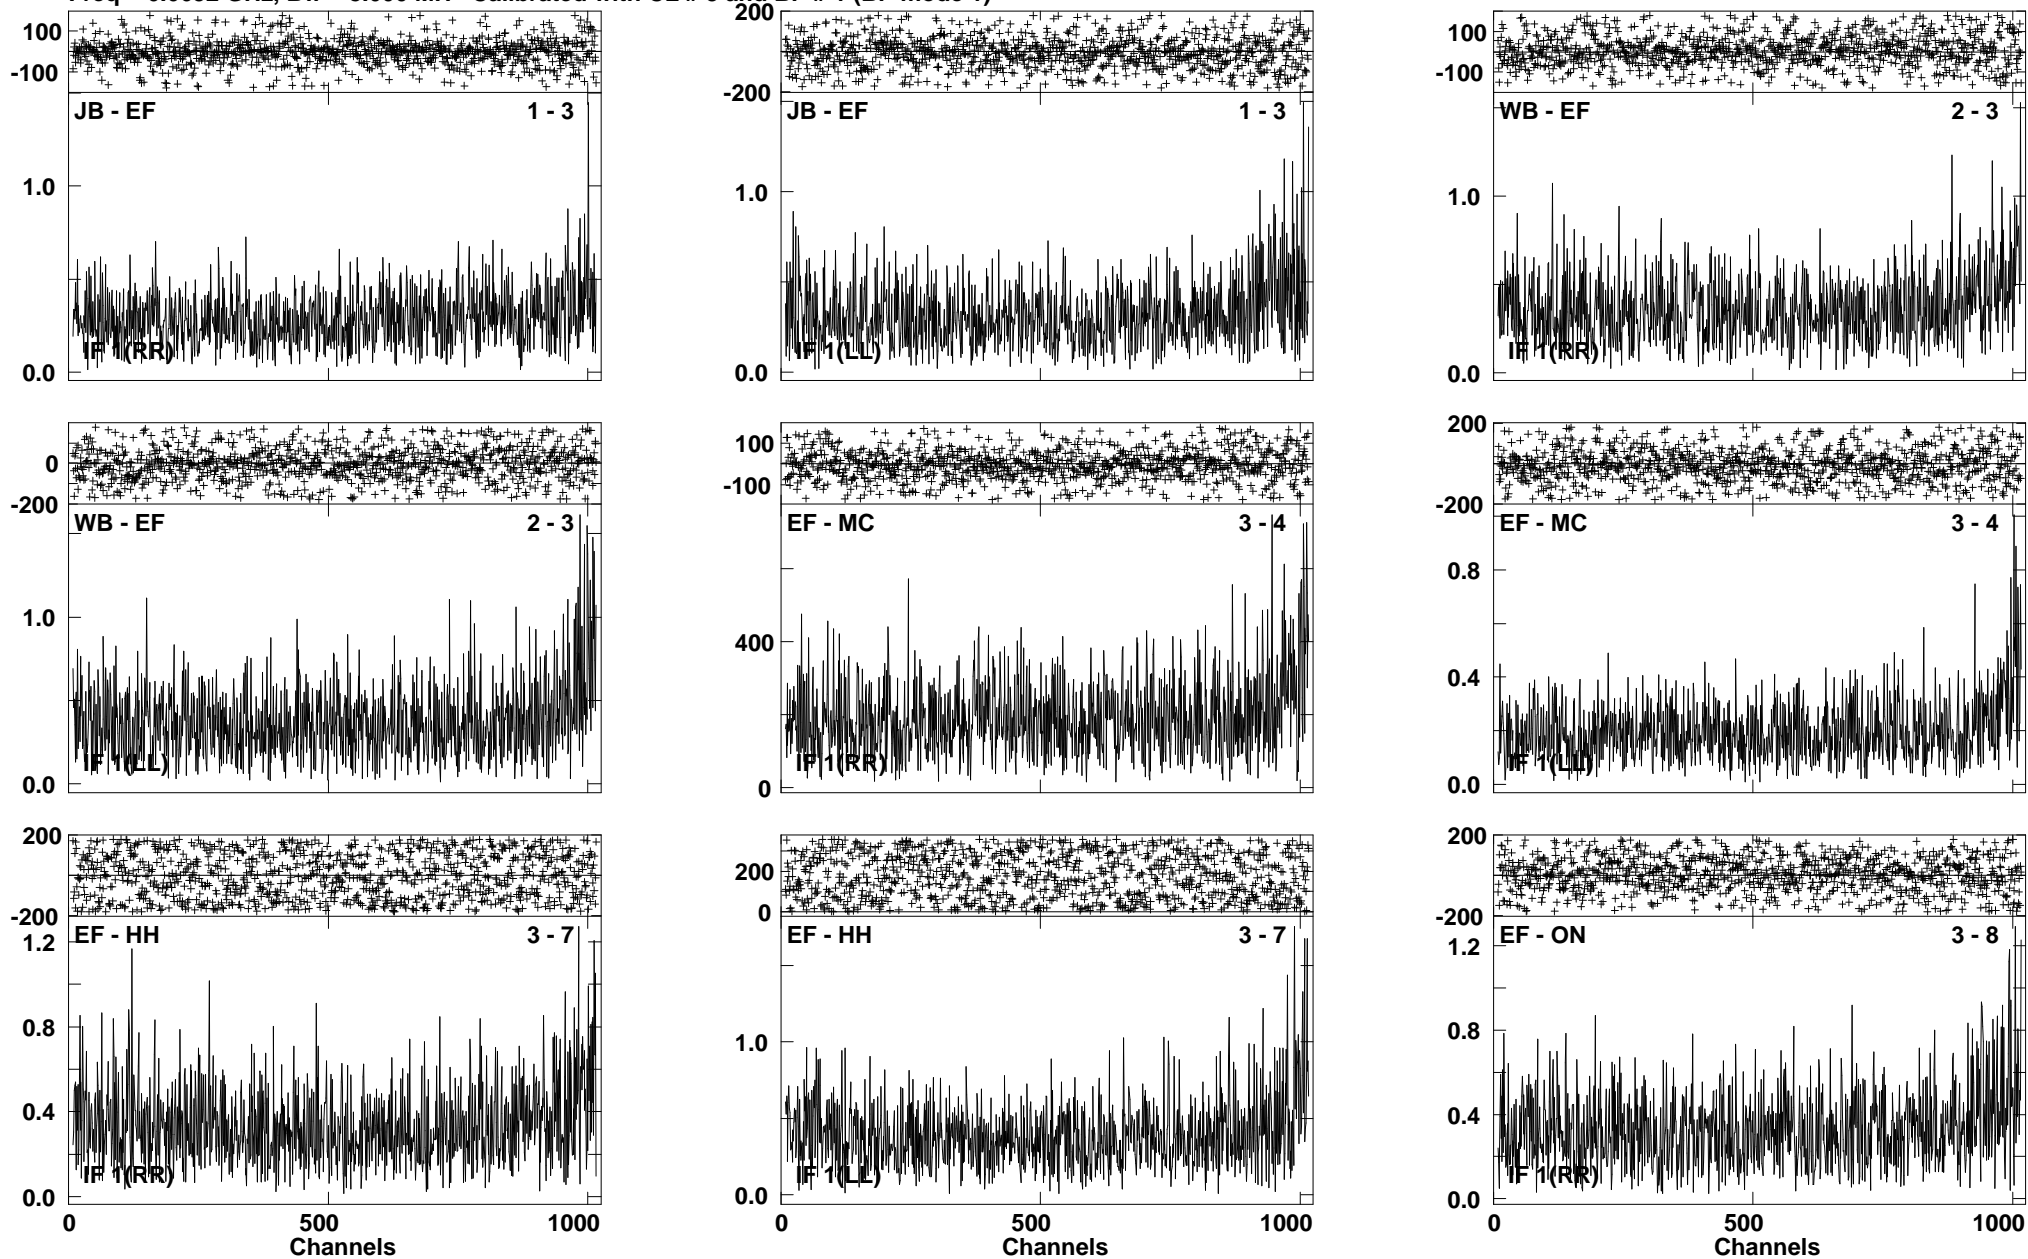 100
-100
JB - EF 1 - 3
1.0
0.0
IF 1(RR)
200
-200
JB - EF 1 - 3
1.0
0.0
IF 1(LL)
100
-100
WB - EF 2 - 3
1.0
0.0
IF 1(RR)
0
-200
WB - EF 2 - 3
1.0
0.0
IF 1(LL)
100
-100
EF - MC 3 - 4
400
0
IF 1(RR)
200
-200
EF - MC 3 - 4
0.8
0.4
0.0
IF 1(LL)
200
-200
EF - HH 3 - 7
1.2
0.8
0.4
0.0
IF 1(RR)
0 500 1000
Channels
200
0
EF - HH 3 - 7
1.0
0.0
IF 1(LL)
0 500 1000
Channels
200
-200
EF - ON 3 - 8
1.2
0.8
0.4
0.0
IF 1(RR)
0 500 1000
Channels